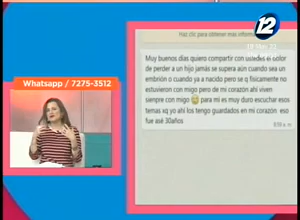 Haz clic para obtener más inform
12
Whatsapp / 7275-3512
Muy buenos días quiero compartir con ustedes el dolor
de perder a un hijo jamás se supera aún cuando sea un
embrión o cuando ya a nacido pero se q físicamente no
estuvieron con migo pero de mi corazón ahí viven
siempre con migo 😢 para mi es muy duro escuchar esos
temas xq yo ahí los tengo guardados en mi corazón eso
fue asé 30años